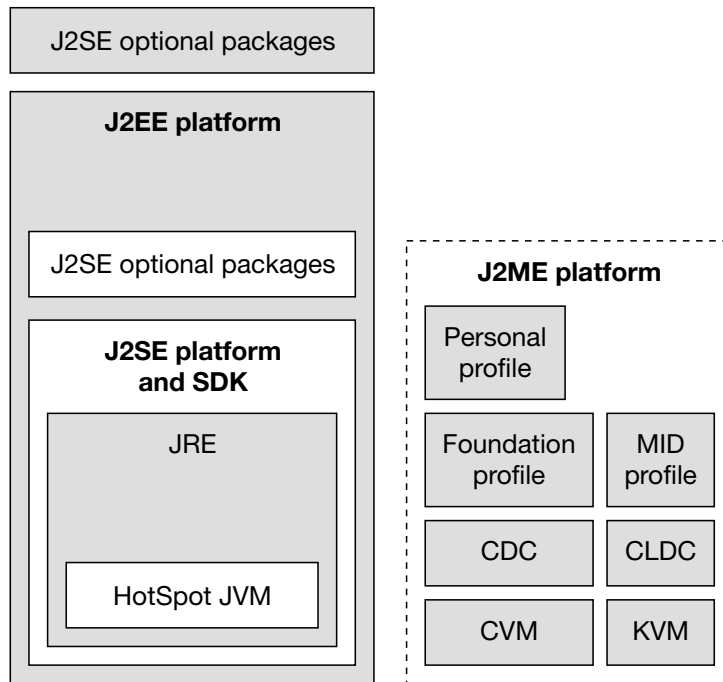 J2SE optional packages
J2EE platform
J2SE optional packages
J2SE platform
and SDK
JRE
HotSpot JVM
J2ME platform
Personal
profile
Foundation
profile
MID
profile
CDC
CLDC
CVM
KVM